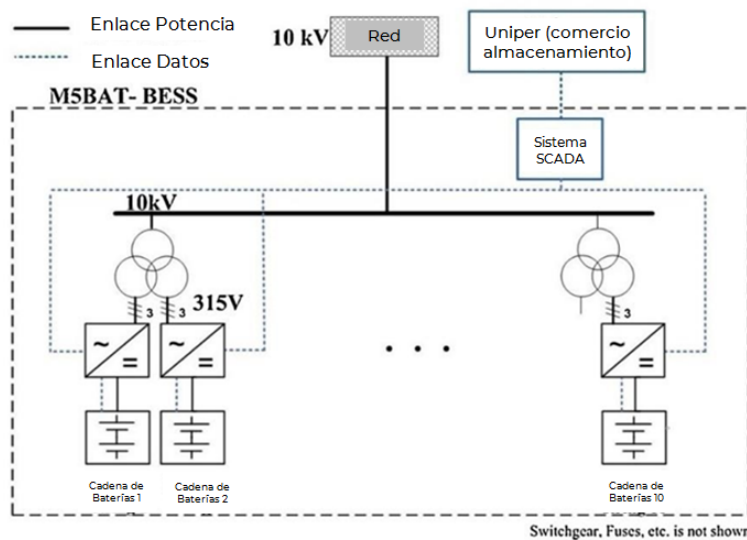 Enlace Potencia
Enlace Datos
10 kV
Red
Uniper (comercio
almacenamiento)
M5BAT- BESS
Sistema
SCADA
10kV
315V
3
3
3
~
=
~
=
. . .
~
=
Cadena de
Baterías 1
Cadena de
Baterías 2
Cadena de
Baterías 10
Switchgear, Fuses, etc. is not shown